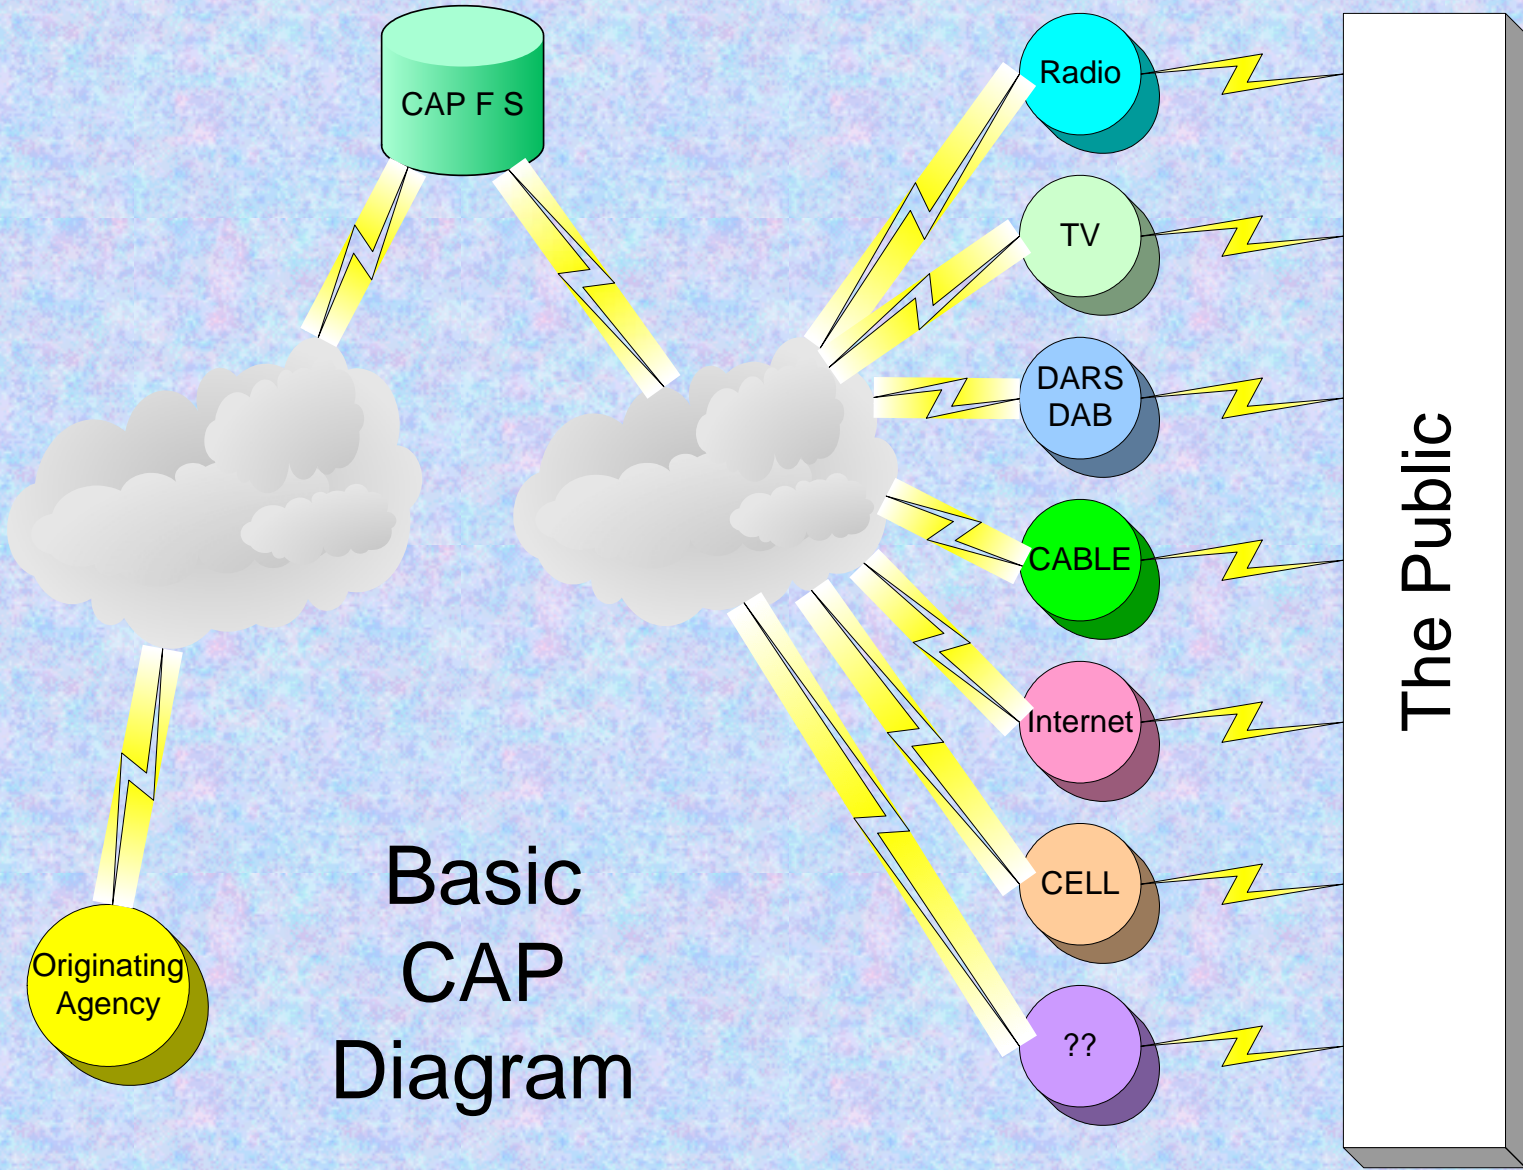 CAP F S
Radio
TV
DARS
DAB
CABLE
Internet
CELL
??
The Public
Originating
Agency
Basic
CAP
Diagram